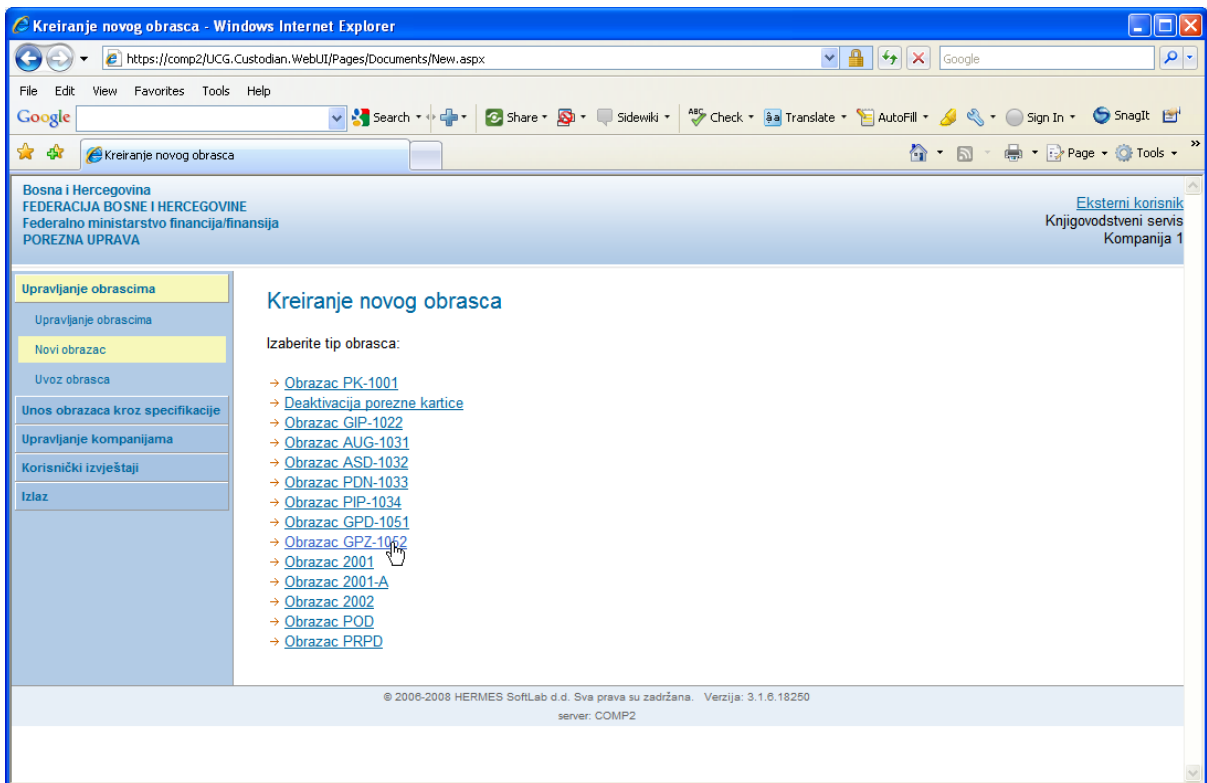 Kreiranje novog obrasca - Windows Internet Explorer
https://comp2/UCG.Custodian.WebUI/Pages/Documents/New.aspx
Google
File Edit View Favorites Tools Help
Google Search Share Sidewiki Check Translate AutoFill Sign In SnagIt
Kreiranje novog obrasca Page Tools
Bosna i Hercegovina
FEDERACIJA BOSNE I HERCEGOVINE
Federalno ministarstvo financija/finansija
POREZNA UPRAVA
Eksterni korisnik
Knjigovodstveni servis
Kompanija 1
Upravljanje obrascima
Upravljanje obrascima
Novi obrazac
Uvoz obrasca
Unos obrazaca kroz specifikacije
Upravljanje kompanijama
Korisnički izvještaji
Izlaz
Kreiranje novog obrasca
Izaberite tip obrasca:
Obrazac PK-1001
Deaktivacija porezne kartice
Obrazac GIP-1022
Obrazac AUG-1031
Obrazac ASD-1032
Obrazac PDN-1033
Obrazac PIP-1034
Obrazac GPD-1051
Obrazac GPZ-1052
Obrazac 2001
Obrazac 2001-A
Obrazac 2002
Obrazac POD
Obrazac PRPD
© 2006-2008 HERMES SoftLab d.d. Sva prava su zadržana. Verzija: 3.1.6.18250
server: COMP2